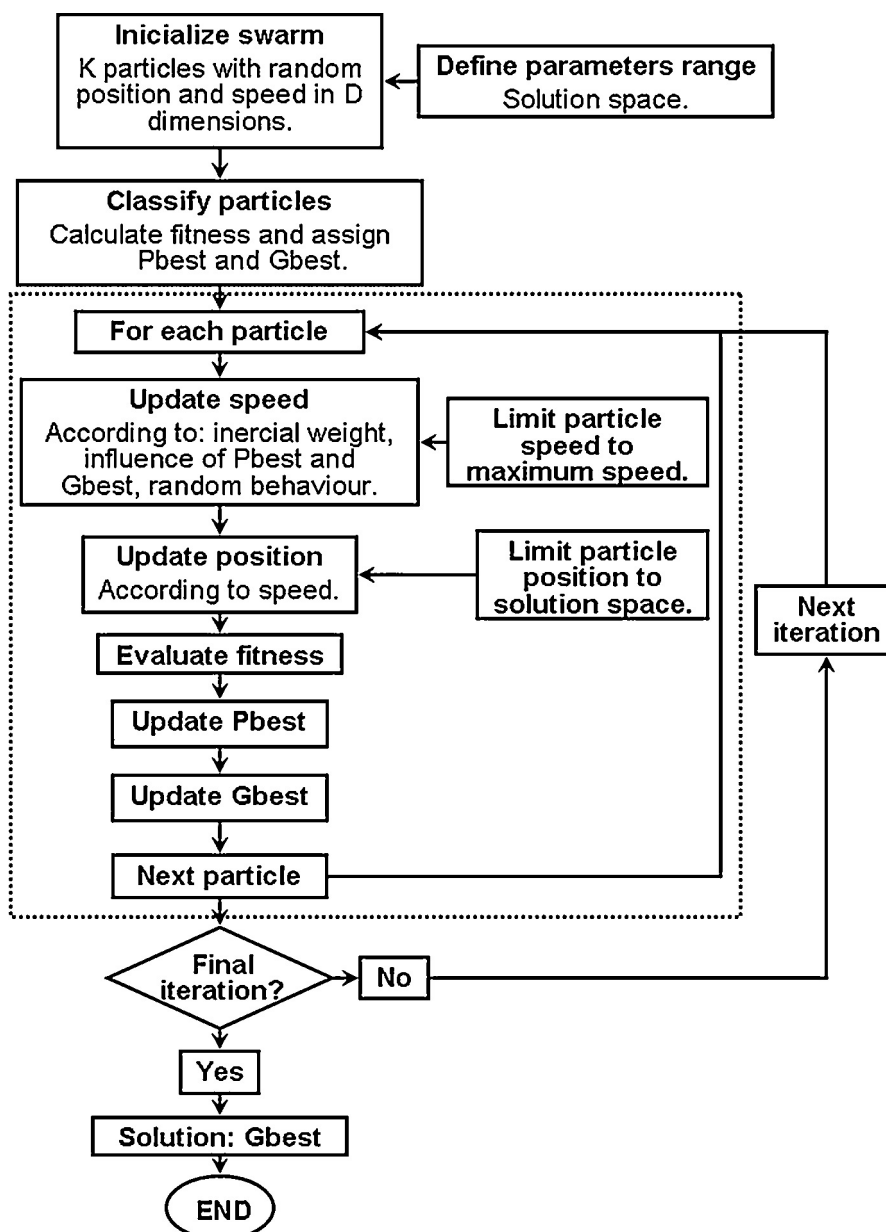 Inicialize swarm
K particles with random
position and speed in D
dimensions.
Define parameters range
Solution space.
Classify particles
Calculate fitness and assign
Pbest and Gbest.
For each particle
Update speed
According to: inercial weight,
influence of Pbest and
Gbest, random behaviour.
Limit particle
speed to
maximum speed.
Update position
According to speed.
Limit particle
position to
solution space.
Next
iteration
Evaluate fitness
Update Pbest
Update Gbest
Next particle
Final
iteration?
No
Yes
Solution: Gbest
END